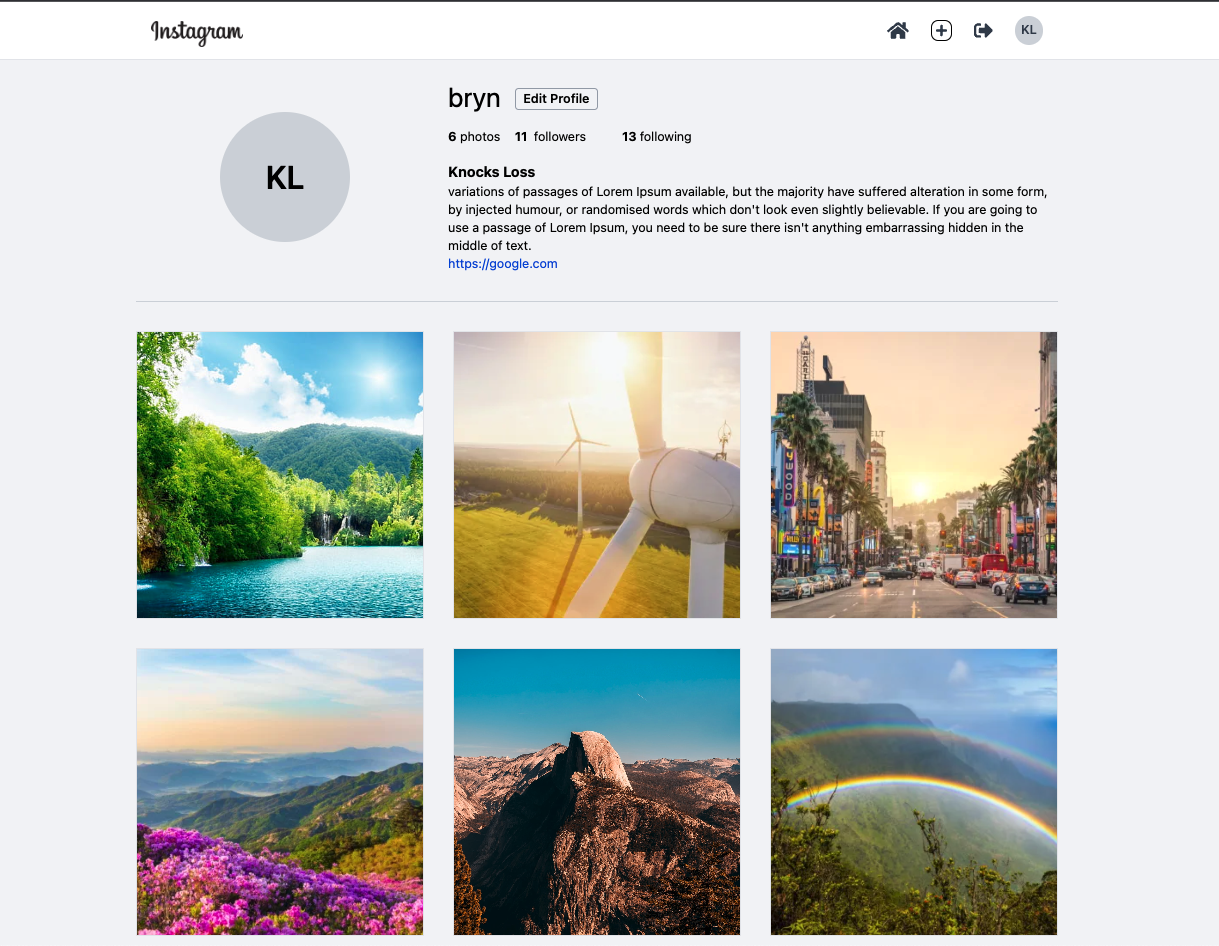 Instagram
KL
bryn Edit Profile
6 photos 11 followers 13 following
KL
Knocks Loss
variations of passages of Lorem Ipsum available, but the majority have suffered alteration in some form,
by injected humour, or randomised words which don't look even slightly believable. If you are going to
use a passage of Lorem Ipsum, you need to be sure there isn't anything embarrassing hidden in the
middle of text.
https://google.com